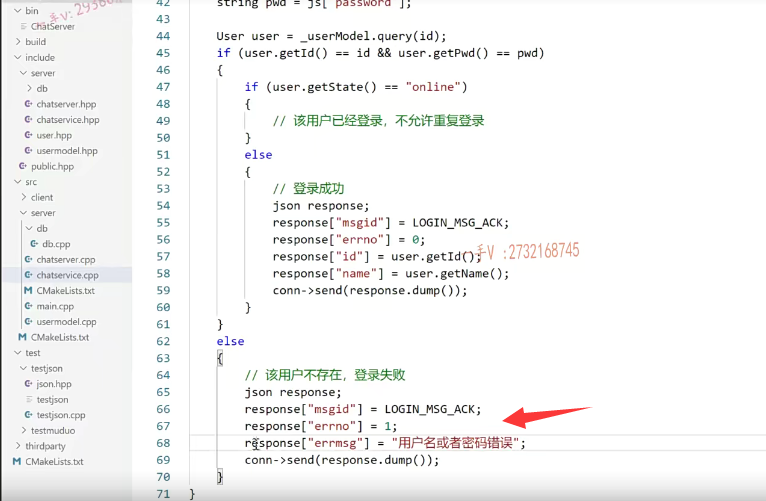 bin
ChatServer
build
include
server
db
chatserver.hpp
chatservice.hpp
user.hpp
usermodel.hpp
public.hpp
src
client
server
db
db.cpp
chatserver.cpp
chatservice.cpp
CMakeLists.txt
main.cpp
usermodel.cpp
CMakeLists.txt
test
testjson
json.hpp
testjson
testjson.cpp
testmuduo
thirdparty
CMakeLists.txt
42 string pwd = js["password"];
43
44 User user = _userModel.query(id);
45 if (user.getId() == id && user.getPwd() == pwd)
46 {
47 if (user.getState() == "online")
48 {
49 // 该用户已经登录，不允许重复登录
50 }
51 else
52 {
53 // 登录成功
54 json response;
55 response["msgid"] = LOGIN_MSG_ACK;
56 response["errno"] = 0;
57 response["id"] = user.getId();
58 response["name"] = user.getName();
59 conn->send(response.dump());
60 }
61 }
62 else
63 {
64 // 该用户不存在，登录失败
65 json response;
66 response["msgid"] = LOGIN_MSG_ACK;
67 response["errno"] = 1;
68 response["errmsg"] = "用户名或者密码错误";
69 conn->send(response.dump());
70 }
71 }
一手V :2732168745